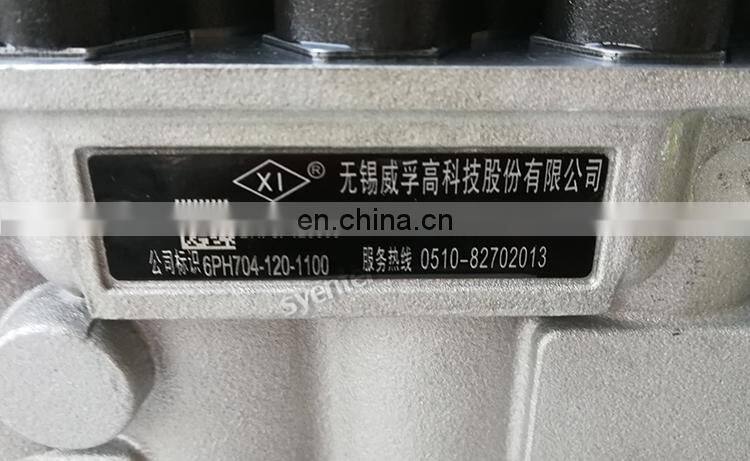 XI ® 无锡威孚高科技股份有限公司
en.china.cn
公司标识 6PH704-120-1100 服务热线 0510-82702013